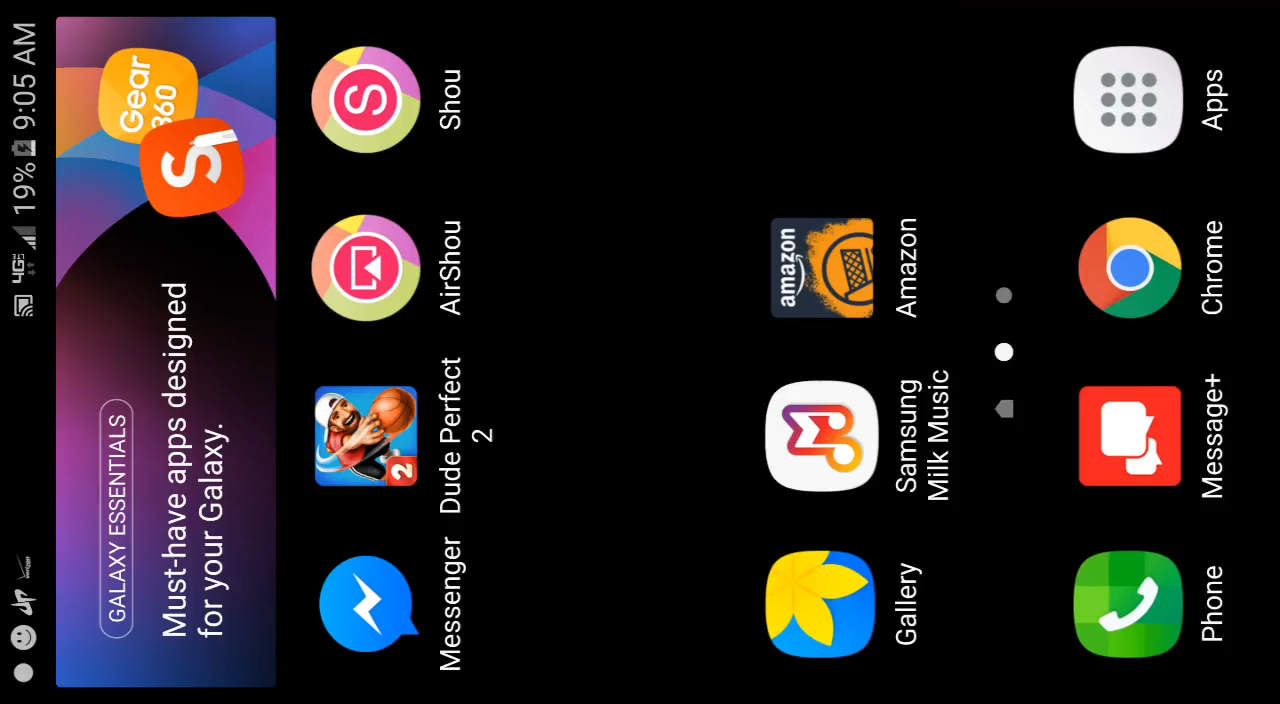 4G 19% 9:05 AM
GALAXY ESSENTIALS
Must-have apps designed
for your Galaxy.
Gear
360
S
Messenger
2
Dude Perfect
2
AirShou
S
Shou
Gallery
Samsung
Milk Music
amazon
Amazon
Phone
Message+
Chrome
Apps